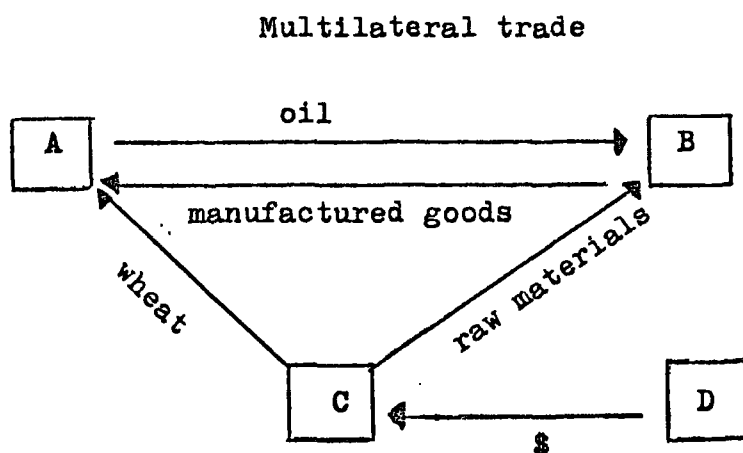 Multilateral trade
oil
A
B
manufactured goods
wheat
raw materials
C
D
$